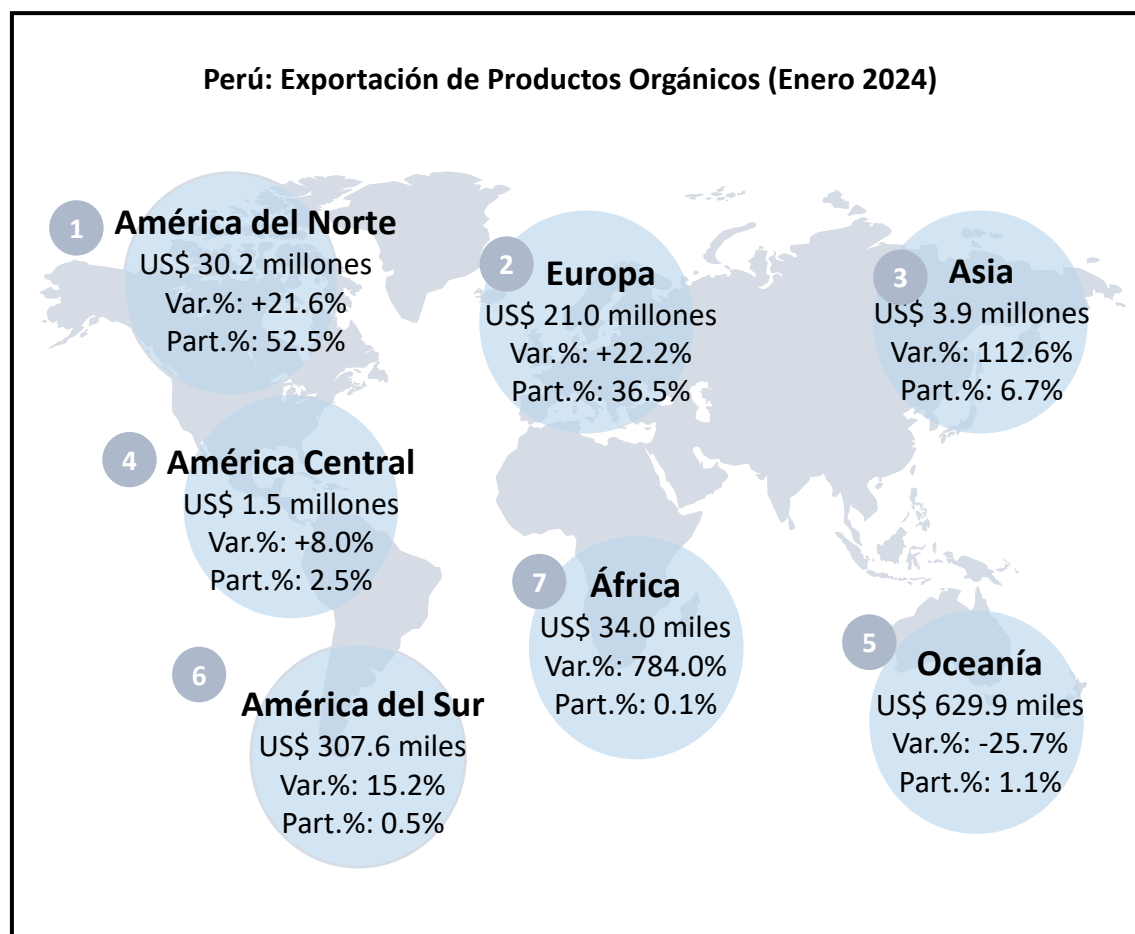 Perú: Exportación de Productos Orgánicos (Enero 2024)
1
América del Norte
US$ 30.2 millones
Var.%: +21.6%
Part.%: 52.5%
2
Europa
US$ 21.0 millones
Var.%: +22.2%
Part.%: 36.5%
3
Asia
US$ 3.9 millones
Var.%: 112.6%
Part.%: 6.7%
4
América Central
US$ 1.5 millones
Var.%: +8.0%
Part.%: 2.5%
5
Oceanía
US$ 629.9 miles
Var.%: -25.7%
Part.%: 1.1%
6
América del Sur
US$ 307.6 miles
Var.%: 15.2%
Part.%: 0.5%
7
África
US$ 34.0 miles
Var.%: 784.0%
Part.%: 0.1%